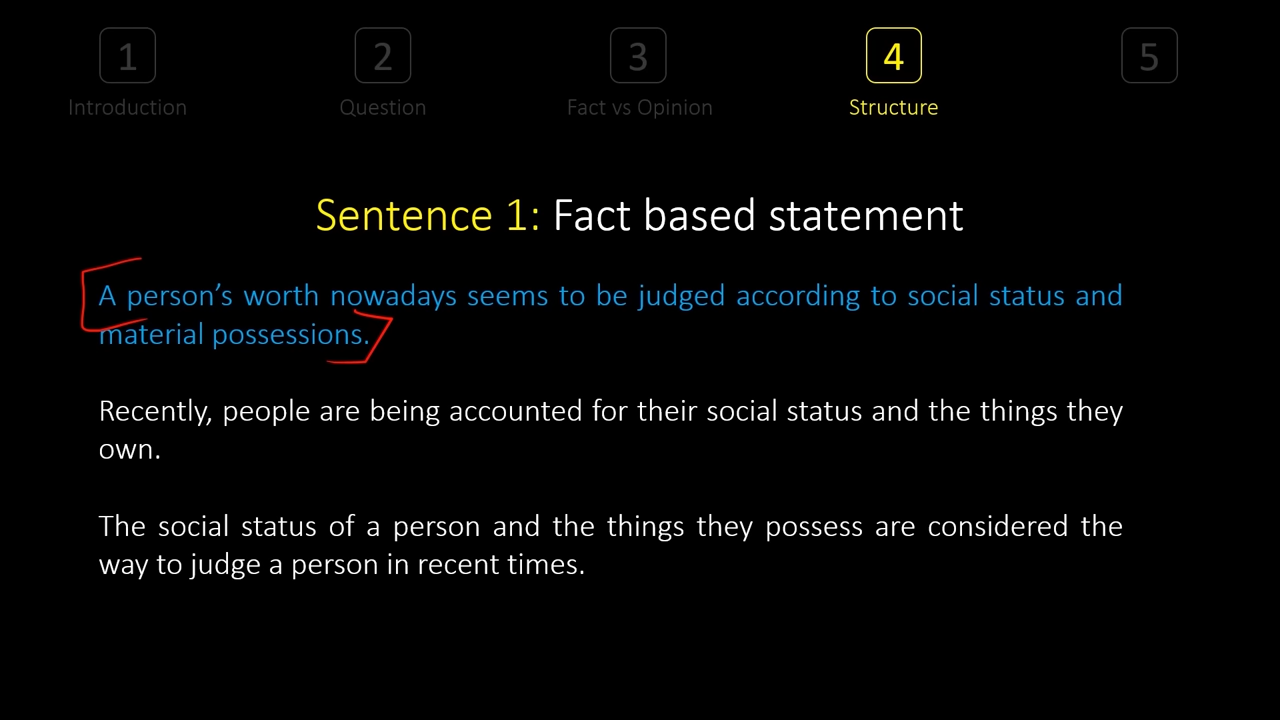 1 2 3 4 5
Introduction Question Fact vs Opinion Structure
Sentence 1: Fact based statement
A person’s worth nowadays seems to be judged according to social status and
material possessions.
Recently, people are being accounted for their social status and the things they
own.
The social status of a person and the things they possess are considered the
way to judge a person in recent times.